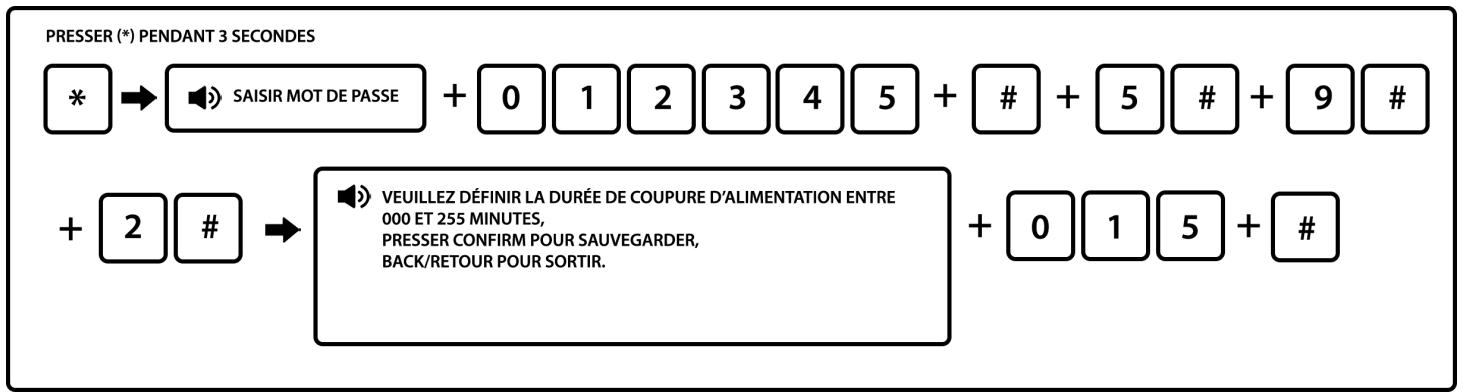 PRESSER (*) PENDANT 3 SECONDES
* SAISIR MOT DE PASSE + 0 1 2 3 4 5 + # + 5 # + 9 #
+ 2 # VEUILLEZ DÉFINIR LA DURÉE DE COUPURE D'ALIMENTATION ENTRE
000 ET 255 MINUTES,
PRESSER CONFIRM POUR SAUVEGARDER,
BACK/RETOUR POUR SORTIR.
+ 0 1 5 + #